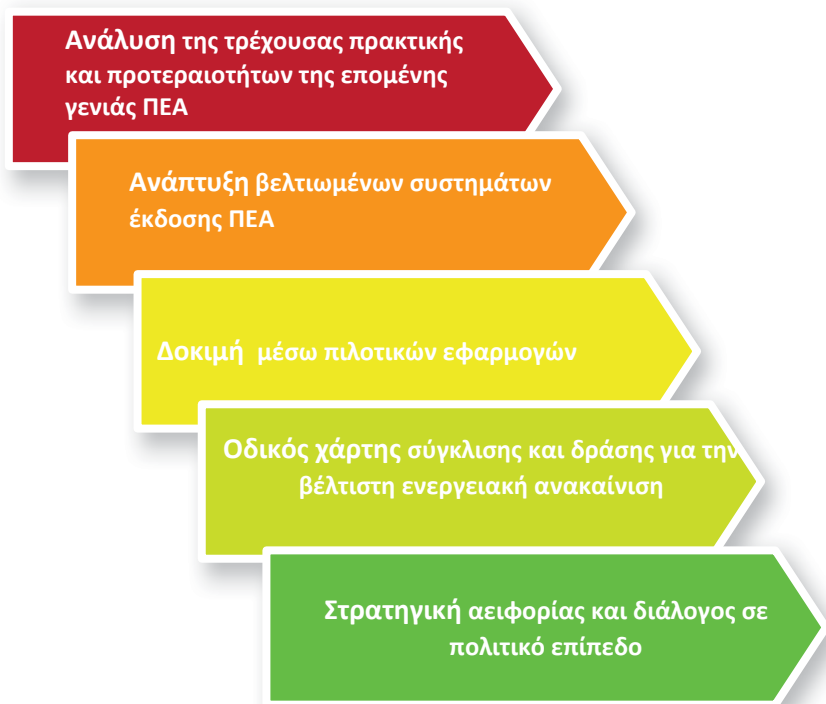 Ανάλυση της τρέχουσας πρακτικής
και προτεραιοτήτων της επομένης
γενιάς ΠΕΑ
Ανάπτυξη βελτιωμένων συστημάτων
έκδοσης ΠΕΑ
Δοκιμή μέσω πιλοτικών εφαρμογών
Οδικός χάρτης σύγκλισης και δράσης για την
βέλτιστη ενεργειακή ανακαίνιση
Στρατηγική αειφορίας και διάλογος σε
πολιτικό επίπεδο